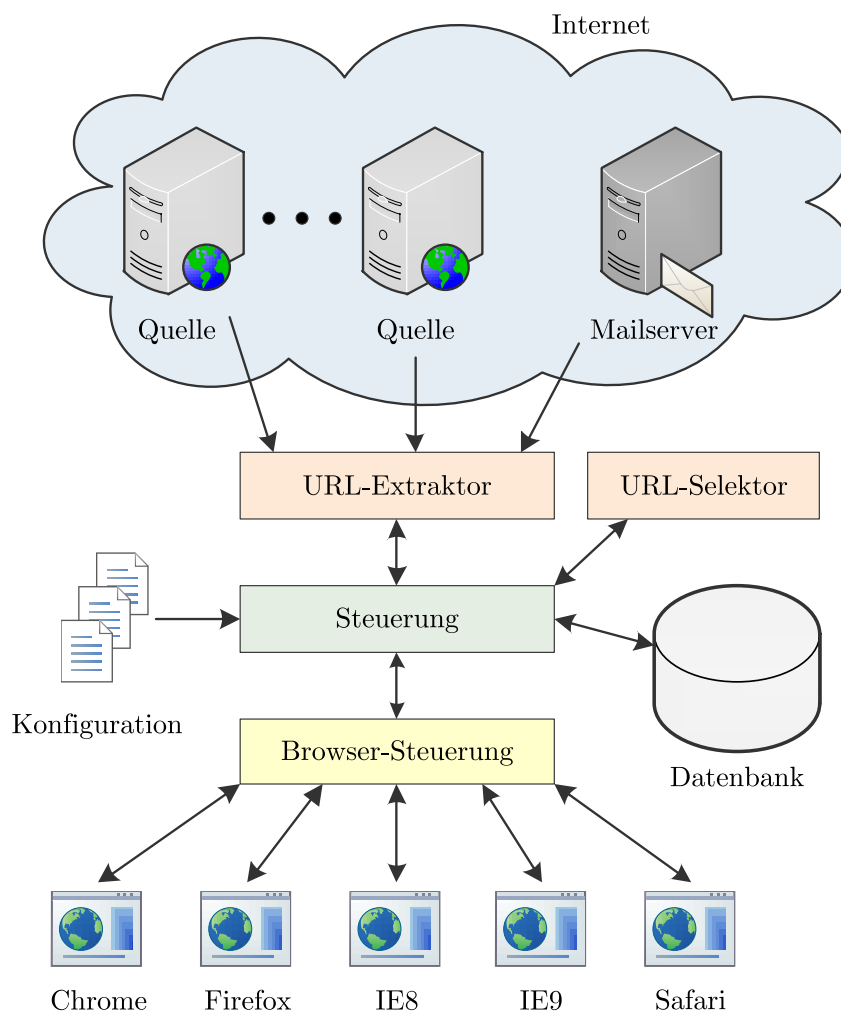 Internet
Quelle
Quelle
Mailserver
URL-Extraktor
URL-Selektor
Steuerung
Konfiguration
Browser-Steuerung
Datenbank
Chrome
Firefox
IE8
IE9
Safari